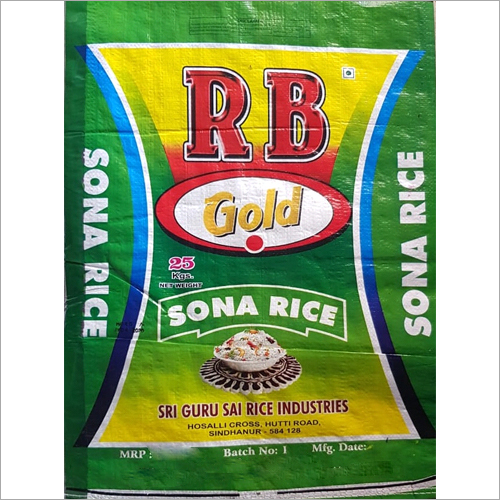 RB
Gold
25
Kgs.
NET WEIGHT
SONA RICE
SONA RICE
SONA RICE
SRI GURU SAI RICE INDUSTRIES
HOSALLI CROSS, HUTTI ROAD,
SINDHANUR - 584 128
MRP : Batch No: 1 Mfg. Date: